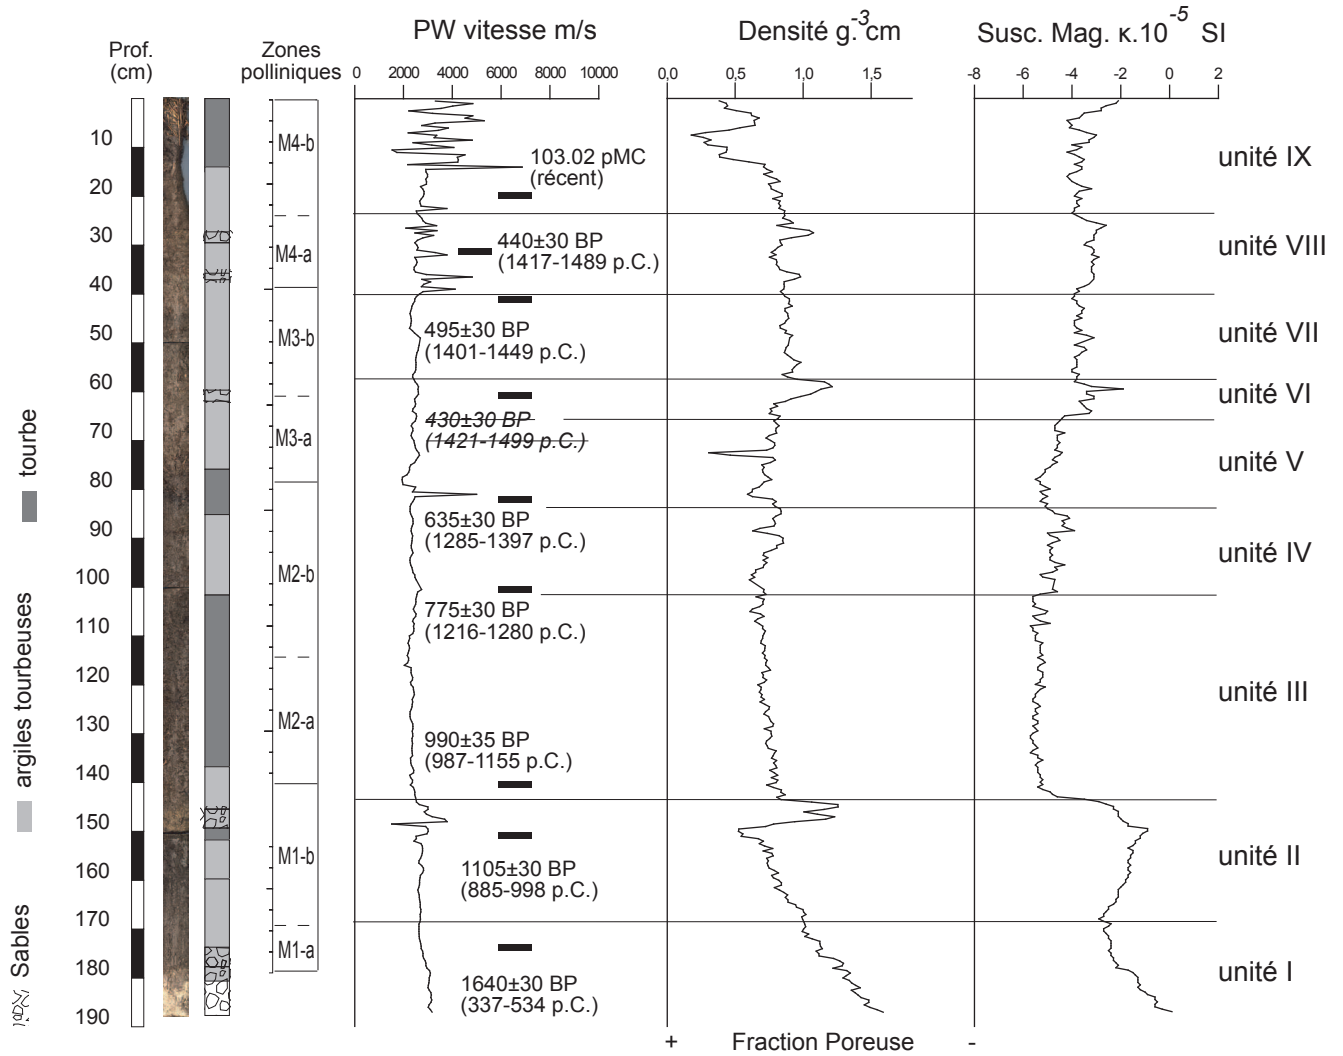 PW vitesse m/s
Densité g.⁻³cm
Susc. Mag. κ.10⁻⁵ SI
Prof.
(cm)
Zones
polliniques
0 2000 4000 6000 8000 10000
0,0 0,5 1,0 1,5
-8 -6 -4 -2 0 2
10
20
30
40
50
60
70
80
90
100
110
120
130
140
150
160
170
180
190
M4-b
M4-a
M3-b
M3-a
M2-b
M2-a
M1-b
M1-a
103.02 pMC
(récent)
440±30 BP
(1417-1489 p.C.)
495±30 BP
(1401-1449 p.C.)
430±30 BP
(1421-1499 p.C.)
635±30 BP
(1285-1397 p.C.)
775±30 BP
(1216-1280 p.C.)
990±35 BP
(987-1155 p.C.)
1105±30 BP
(885-998 p.C.)
1640±30 BP
(337-534 p.C.)
unité IX
unité VIII
unité VII
unité VI
unité V
unité IV
unité III
unité II
unité I
tourbe
argiles tourbeuses
Sables
+ Fraction Poreuse -